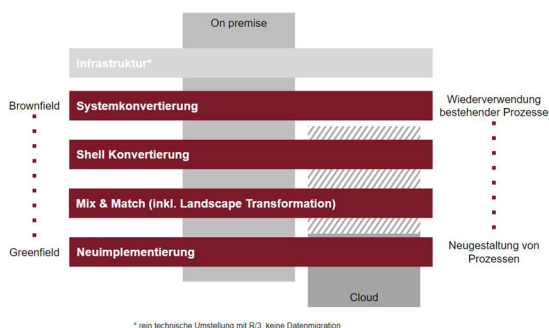 On premise
Infrastruktur*
Brownfield
Systemkonvertierung
Wiederverwendung
bestehender Prozesse
Shell Konvertierung
Mix & Match (inkl. Landscape Transformation)
Greenfield
Neuimplementierung
Neugestaltung von
Prozessen
Cloud
* rein technische Umstellung mit R/3, keine Datenmigration